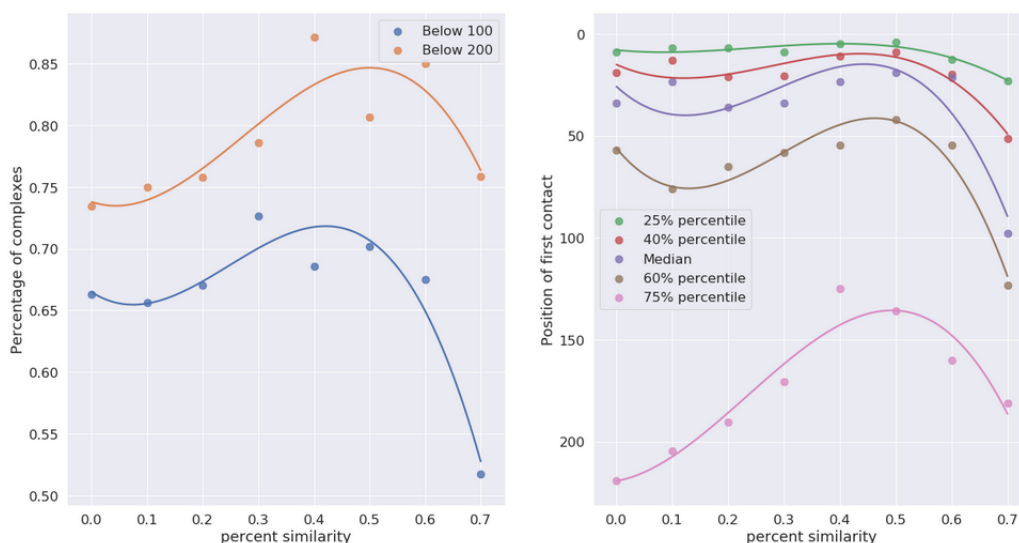 Below 100
Below 200
Percentage of complexes
0.85
0.80
0.75
0.70
0.65
0.60
0.55
0.50
0.0 0.1 0.2 0.3 0.4 0.5 0.6 0.7
percent similarity
Position of first contact
0
50
100
150
200
25% percentile
40% percentile
Median
60% percentile
75% percentile
0.0 0.1 0.2 0.3 0.4 0.5 0.6 0.7
percent similarity